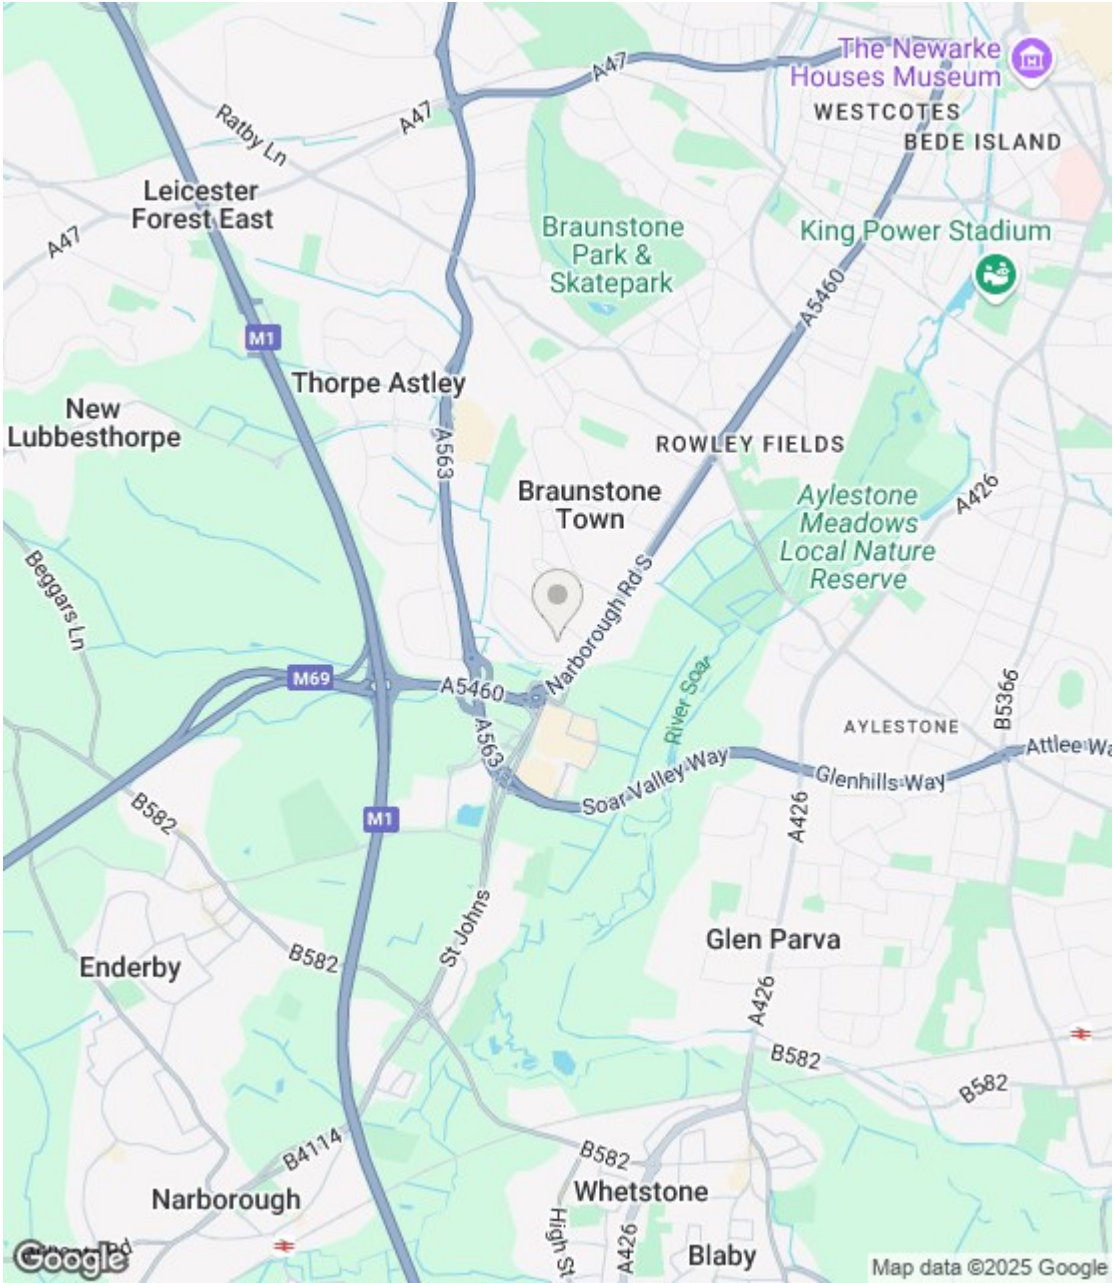 The Newarke
Houses Museum
A47
WESTCOTES
A47
Ratby Ln
BEDE ISLAND
Leicester
Forest East
Braunstone
Park &
Skatepark
King Power Stadium
A47
A5460
M1
Thorpe Astley
New
Lubbesthorpe
A563
ROWLEY FIELDS
Braunstone
Town
Aylestone
Meadows
Local Nature
Reserve
A426
Beggars Ln
Narborough Rd S
M69
A5460
River Soar
B5366
A563
AYLESTONE
Attlee Wa
Soar Valley Way
Glenhills Way
B582
M1
A426
St Johns
Glen Parva
Enderby
B582
A426
B582
B582
B4114
B582
Narborough
Whetstone
High St
A426
Blaby
Rd
Google
Map data ©2025 Google